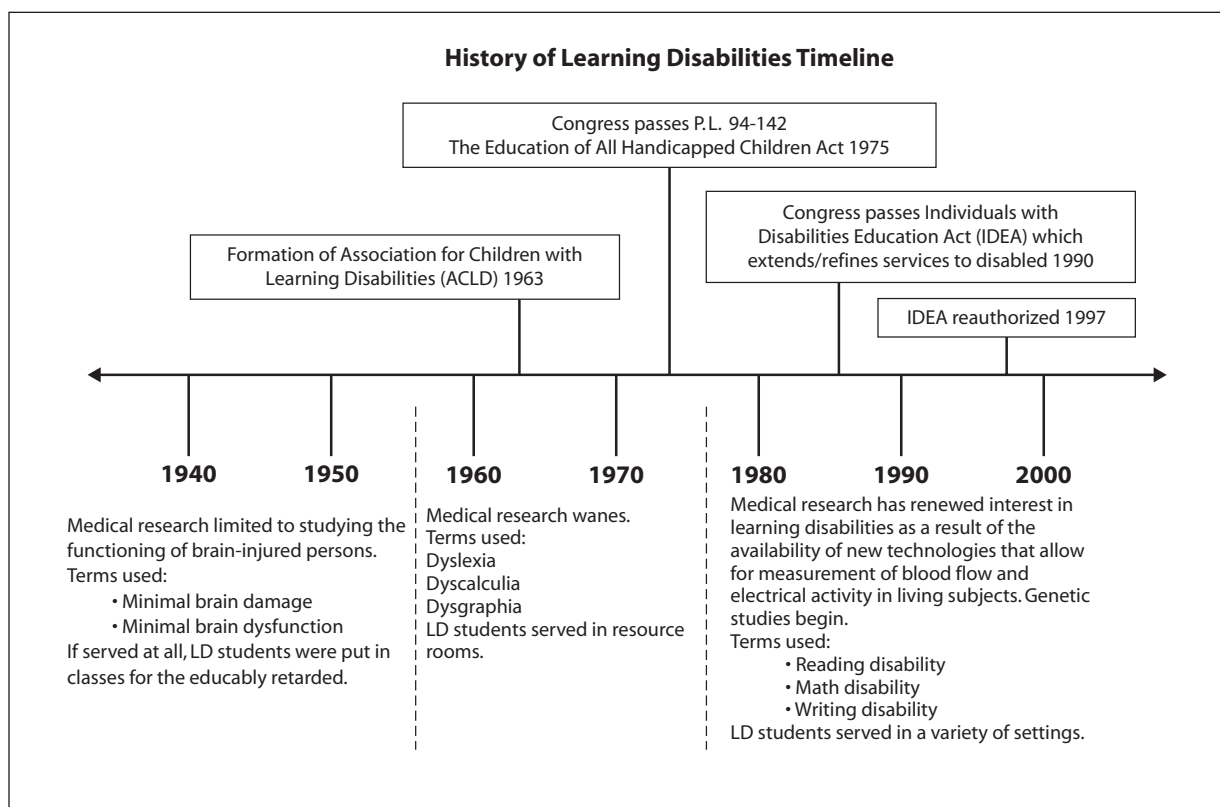 History of Learning Disabilities Timeline
Congress passes P.L. 94-142
The Education of All Handicapped Children Act 1975
Congress passes Individuals with
Disabilities Education Act (IDEA) which
extends/refines services to disabled 1990
Formation of Association for Children with
Learning Disabilities (ACLD) 1963
IDEA reauthorized 1997
1940
1950
1960
1970
1980
1990
2000
Medical research limited to studying the
functioning of brain-injured persons.
Terms used:
• Minimal brain damage
• Minimal brain dysfunction
If served at all, LD students were put in
classes for the educably retarded.
Medical research wanes.
Terms used:
Dyslexia
Dyscalculia
Dysgraphia
LD students served in resource
rooms.
Medical research has renewed interest in
learning disabilities as a result of the
availability of new technologies that allow
for measurement of blood flow and
electrical activity in living subjects. Genetic
studies begin.
Terms used:
• Reading disability
• Math disability
• Writing disability
LD students served in a variety of settings.